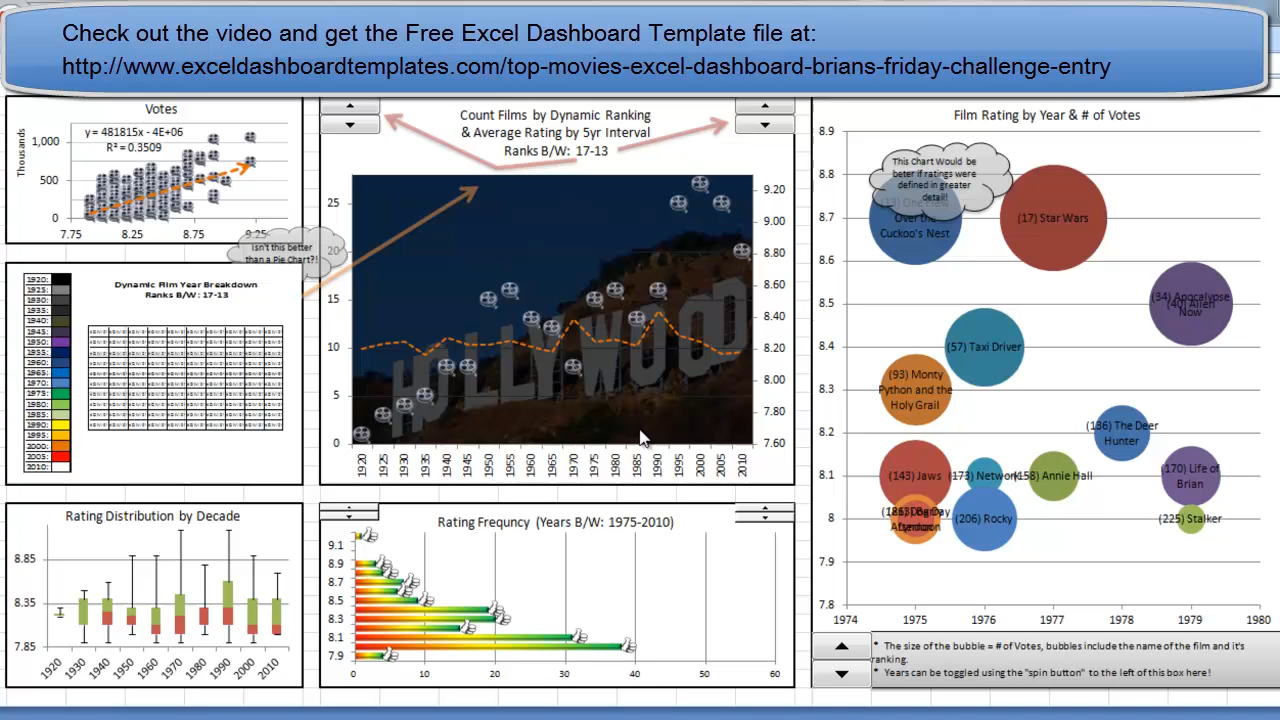 Check out the video and get the Free Excel Dashboard Template file at:
http://www.exceldashboardtemplates.com/top-movies-excel-dashboard-brians-friday-challenge-entry
Votes
y = 481815x - 4E+06
R² = 0.3509
Thousands
1,000
500
0
7.75
8.25
8.75
9.25
Isn't this better
than a Pie Chart?!
Dynamic Film Year Breakdown
Ranks B/W: 17-13
1920:
1925:
1930:
1935:
1940:
1945:
1950:
1955:
1960:
1965:
1970:
1975:
1980:
1985:
1990:
1995:
2000:
2005:
2010:
Rating Distribution by Decade
8.85
8.35
7.85
1920
1930
1940
1950
1960
1970
1980
1990
2000
2010
Count Films by Dynamic Ranking
& Average Rating by 5yr Interval
Ranks B/W: 17-13
25
20
15
10
5
0
9.20
9.00
8.80
8.60
8.40
8.20
8.00
7.80
7.60
HOLLYWOOD
1920
1925
1930
1935
1940
1945
1950
1955
1960
1965
1970
1975
1980
1985
1990
1995
2000
2005
2010
Rating Frequncy (Years B/W: 1975-2010)
9.1
8.9
8.7
8.5
8.3
8.1
7.9
0
10
20
30
40
50
60
Film Rating by Year & # of Votes
8.9
8.8
8.7
8.6
8.5
8.4
8.3
8.2
8.1
8
7.9
7.8
This Chart Would be
beter if ratings were
defined in greater
detail!
Over the
Cuckoo's Nest
(17) Star Wars
(34) Apocalypse
Now
(40) Alien
(57) Taxi Driver
(93) Monty
Python and the
Holy Grail
(136) The Deer
Hunter
(143) Jaws
(173) Network
(158) Annie Hall
(170) Life of
Brian
(206) Rocky
(225) Stalker
1974
1975
1976
1977
1978
1979
1980
* The size of the bubble = # of Votes, bubbles include the name of the film and it's
ranking.
* Years can be toggled using the "spin button" to the left of this box here!